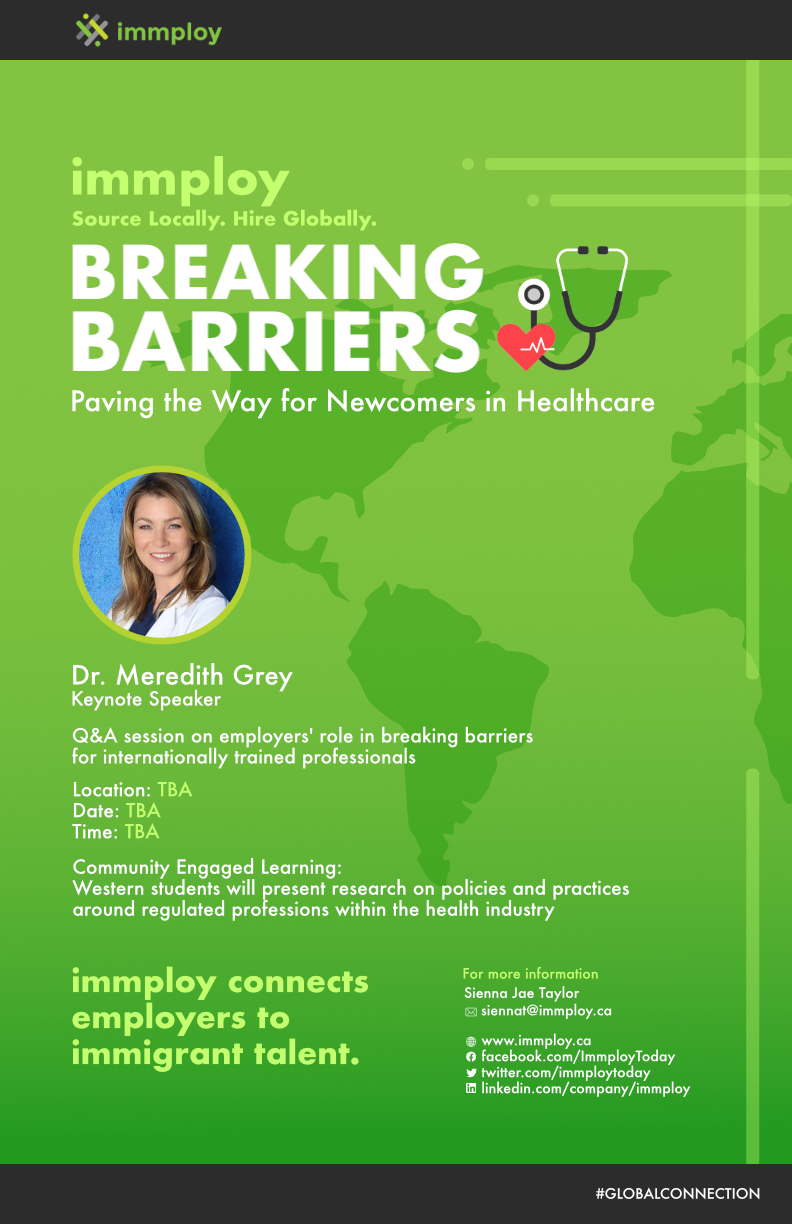 immploy
immploy
Source Locally. Hire Globally.
BREAKING
BARRIERS
Paving the Way for Newcomers in Healthcare
Dr. Meredith Grey
Keynote Speaker
Q&A session on employers' role in breaking barriers
for internationally trained professionals
Location: TBA
Date: TBA
Time: TBA
Community Engaged Learning:
Western students will present research on policies and practices
around regulated professions within the health industry
immploy connects
employers to
immigrant talent.
For more information
Sienna Jae Taylor
siennat@immploy.ca
www.immploy.ca
facebook.com/ImmployToday
twitter.com/immploytoday
linkedin.com/company/immploy
#GLOBALCONNECTION